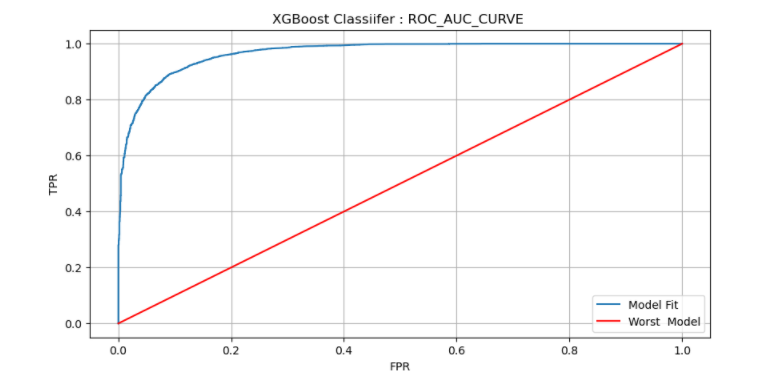 XGBoost Classiifer : ROC_AUC_CURVE
1.0
0.8
0.6
0.4
0.2
0.0
TPR
Model Fit
Worst  Model
0.0 0.2 0.4 0.6 0.8 1.0
FPR